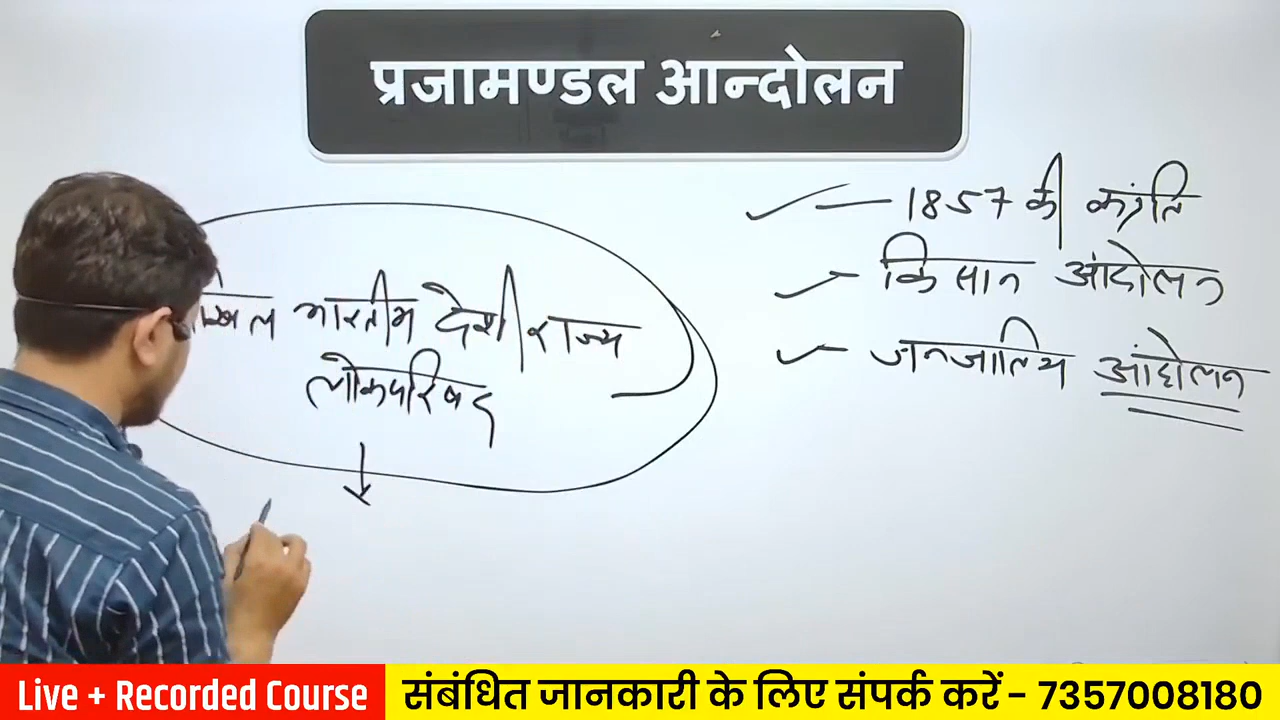 प्रजामण्डल आन्दोलन
भारतीय देशी राज्य
लोकपरिषद
— 1857 की क्रांति
किसान आंदोलन
जनजातिय आंदोलन
Live + Recorded Course
संबंधित जानकारी के लिए संपर्क करें - 7357008180